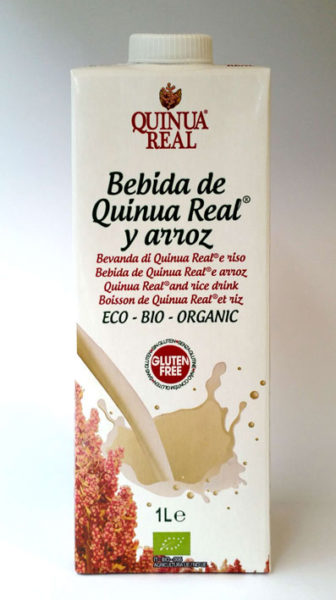 QUINUA®
REAL
Bebida de
Quinua Real®
y arroz
Bevanda di Quinua Real®e riso
Bebida de Quinua Real®e arroz
Quinua Real®and rice drink
Boisson de Quinua Real®et riz
ECO - BIO - ORGANIC
GLUTEN
FREE
1L℮